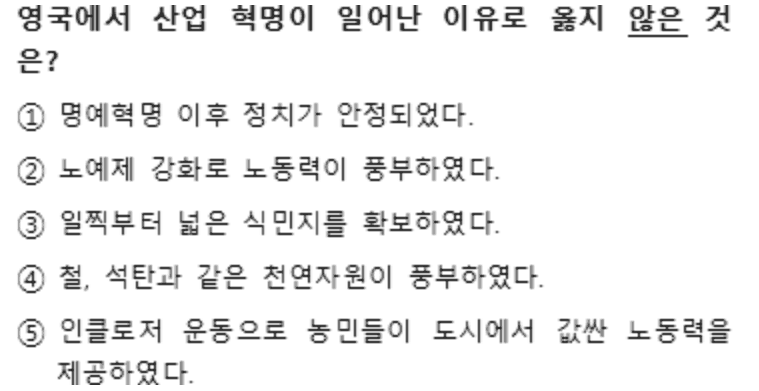 영국에서 산업 혁명이 일어난 이유로 옳지 않은 것
은?
① 명예혁명 이후 정치가 안정되었다.
② 노예제 강화로 노동력이 풍부하였다.
③ 일찍부터 넓은 식민지를 확보하였다.
④ 철, 석탄과 같은 천연자원이 풍부하였다.
⑤ 인클로저 운동으로 농민들이 도시에서 값싼 노동력을
제공하였다.